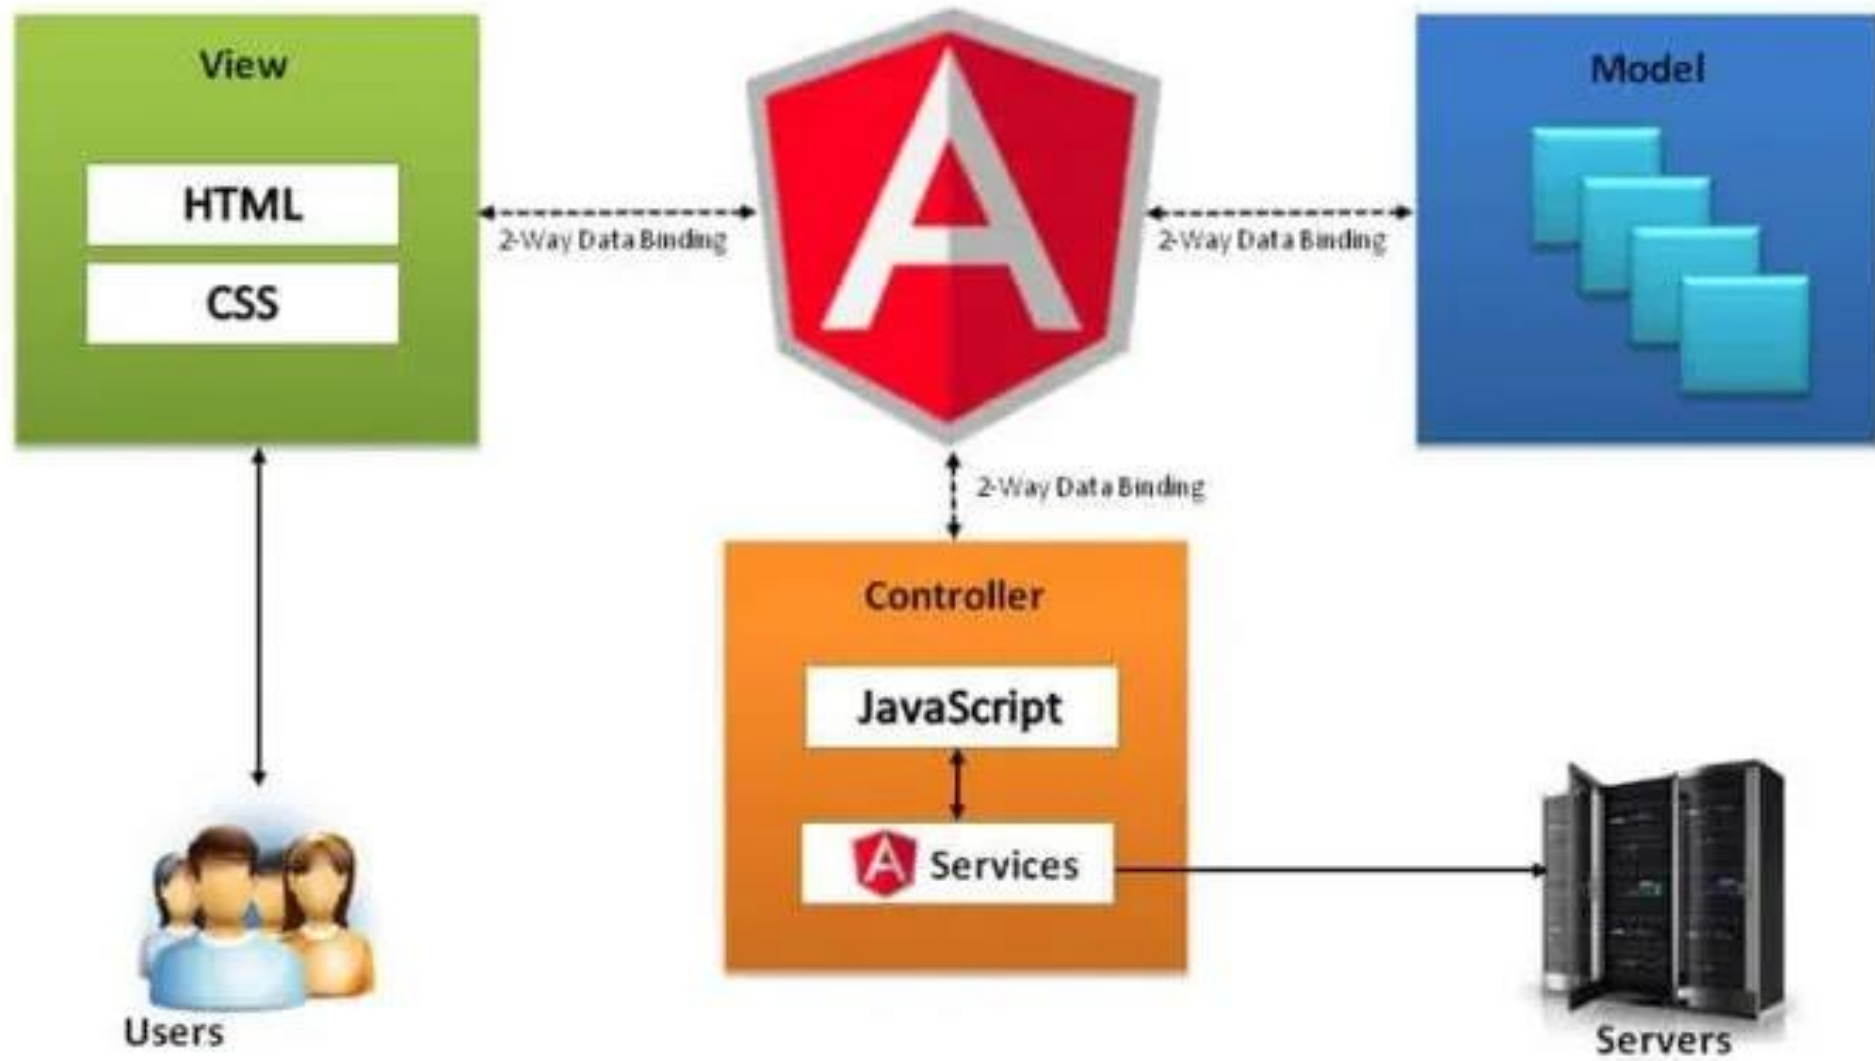 View
Model
HTML
CSS
2-Way Data Binding
2-Way Data Binding
2-Way Data Binding
Controller
JavaScript
Services
Users
Servers